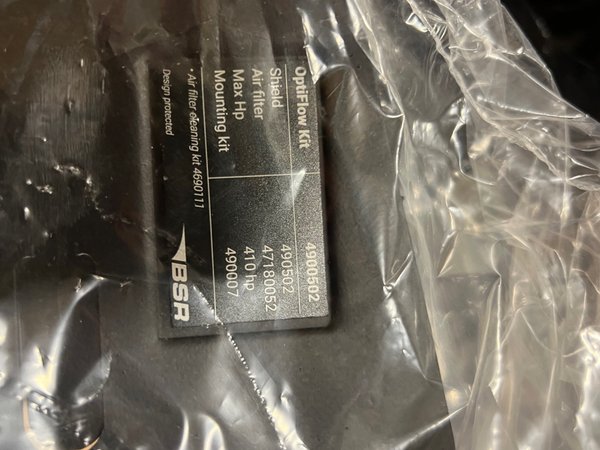 OptiFlow Kit 4900502
Shield 490502
Air filter 47180052
Max Hp 410 hp
Mounting kit 490007
• Air filter cleaning kit 4690111
Design protected
BSR